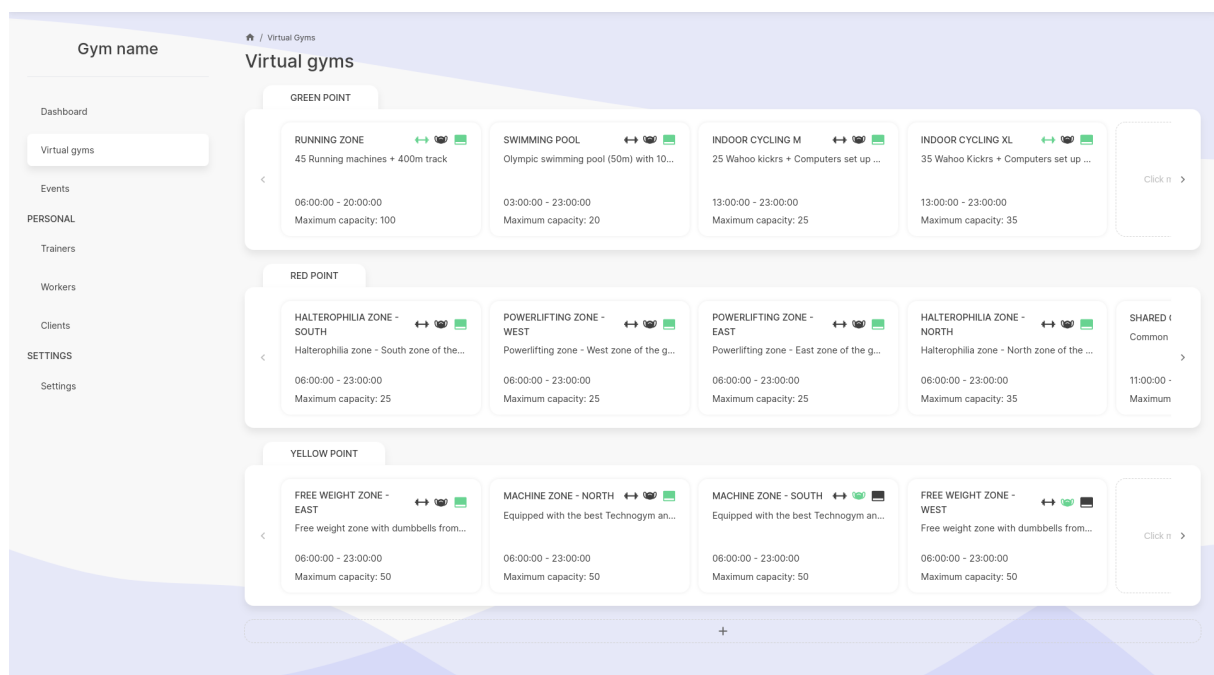 Gym name
Dashboard
Virtual gyms
Events
PERSONAL
Trainers
Workers
Clients
SETTINGS
Settings
/ Virtual Gyms
Virtual gyms
GREEN POINT
RUNNING ZONE
45 Running machines + 400m track
06:00:00 - 20:00:00
Maximum capacity: 100
SWIMMING POOL
Olympic swimming pool (50m) with 10...
03:00:00 - 23:00:00
Maximum capacity: 20
INDOOR CYCLING M
25 Wahoo kickrs + Computers set up ...
13:00:00 - 23:00:00
Maximum capacity: 25
INDOOR CYCLING XL
35 Wahoo Kickrs + Computers set up ...
13:00:00 - 23:00:00
Maximum capacity: 35
Click
RED POINT
HALTEROPHILIA ZONE -
SOUTH
Halterophilia zone - South zone of the...
06:00:00 - 23:00:00
Maximum capacity: 25
POWERLIFTING ZONE -
WEST
Powerlifting zone - West zone of the g...
06:00:00 - 23:00:00
Maximum capacity: 25
POWERLIFTING ZONE -
EAST
Powerlifting zone - East zone of the g...
06:00:00 - 23:00:00
Maximum capacity: 25
HALTEROPHILIA ZONE -
NORTH
Halterophilia zone - North zone of the ...
06:00:00 - 23:00:00
Maximum capacity: 35
SHARED
Common
11:00:00 -
Maximum
YELLOW POINT
FREE WEIGHT ZONE -
EAST
Free weight zone with dumbbells from...
06:00:00 - 23:00:00
Maximum capacity: 50
MACHINE ZONE - NORTH
Equipped with the best Technogym an...
06:00:00 - 23:00:00
Maximum capacity: 50
MACHINE ZONE - SOUTH
Equipped with the best Technogym an...
06:00:00 - 23:00:00
Maximum capacity: 50
FREE WEIGHT ZONE -
WEST
Free weight zone with dumbbells from...
06:00:00 - 23:00:00
Maximum capacity: 50
Click
+